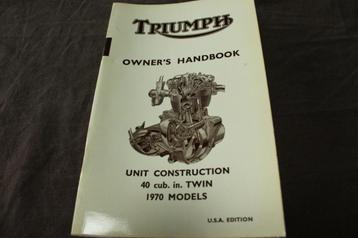 TRIUMPH
OWNER'S HANDBOOK
UNIT CONSTRUCTION
40 cub. in. TWIN
1970 MODELS
U.S.A. EDITION